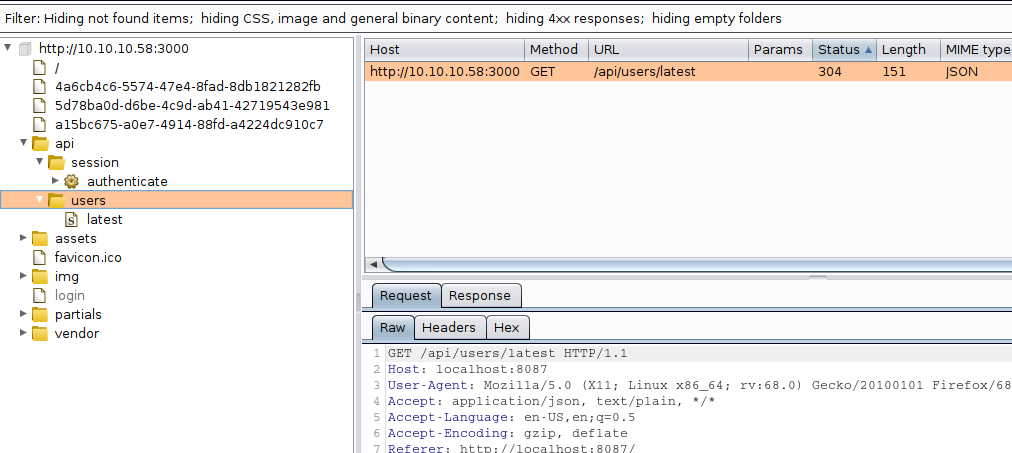 Filter: Hiding not found items;  hiding CSS, image and general binary content;  hiding 4xx responses;  hiding empty folders
http://10.10.10.58:3000
/
4a6cb4c6-5574-47e4-8fad-8db1821282fb
5d78ba0d-d6be-4c9d-ab41-42719543e981
a15bc675-a0e7-4914-88fd-a4224dc910c7
api
session
authenticate
users
latest
assets
favicon.ico
img
login
partials
vendor
Host Method URL Params Status Length MIME type
http://10.10.10.58:3000 GET /api/users/latest 304 151 JSON
Request Response
Raw Headers Hex
1 GET /api/users/latest HTTP/1.1
2 Host: localhost:8087
3 User-Agent: Mozilla/5.0 (X11; Linux x86_64; rv:68.0) Gecko/20100101 Firefox/68
4 Accept: application/json, text/plain, */*
5 Accept-Language: en-US,en;q=0.5
6 Accept-Encoding: gzip, deflate
7 Referer: http://localhost:8087/